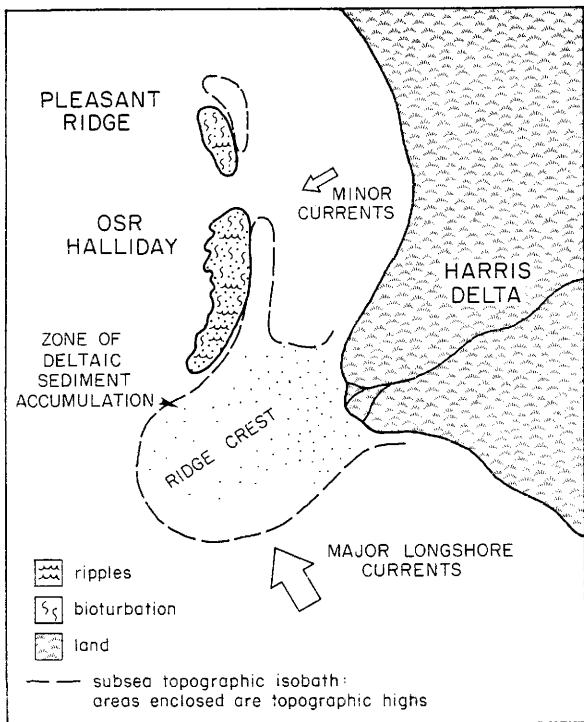 PLEASANT
RIDGE
MINOR
CURRENTS
OSR
HALLIDAY
HARRIS
DELTA
ZONE OF
DELTAIC
SEDIMENT
ACCUMULATION
RIDGE CREST
MAJOR LONGSHORE
CURRENTS
ripples
bioturbation
land
subsea topographic isobath:
areas enclosed are topographic highs